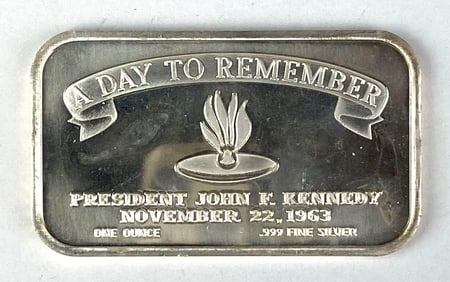 A DAY TO REMEMBER
PRESIDENT JOHN F. KENNEDY
NOVEMBER 22, 1963
ONE OUNCE .999 FINE SILVER